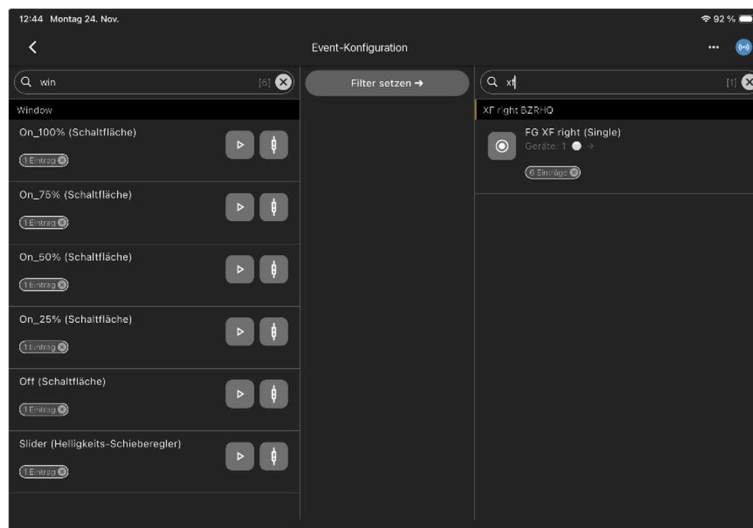 12:44 Montag 24. Nov.
92 %
Event-Konfiguration
win
[6]
Window
On_100% (Schaltfläche)
1 Eintrag
On_75% (Schaltfläche)
1 Eintrag
On_50% (Schaltfläche)
1 Eintrag
On_25% (Schaltfläche)
1 Eintrag
Off (Schaltfläche)
1 Eintrag
Slider (Helligkeits-Schieberegler)
1 Eintrag
Filter setzen →
xf
[1]
XF right BZRHQ
FG XF right (Single)
Geräte: 1 →
6 Einträge